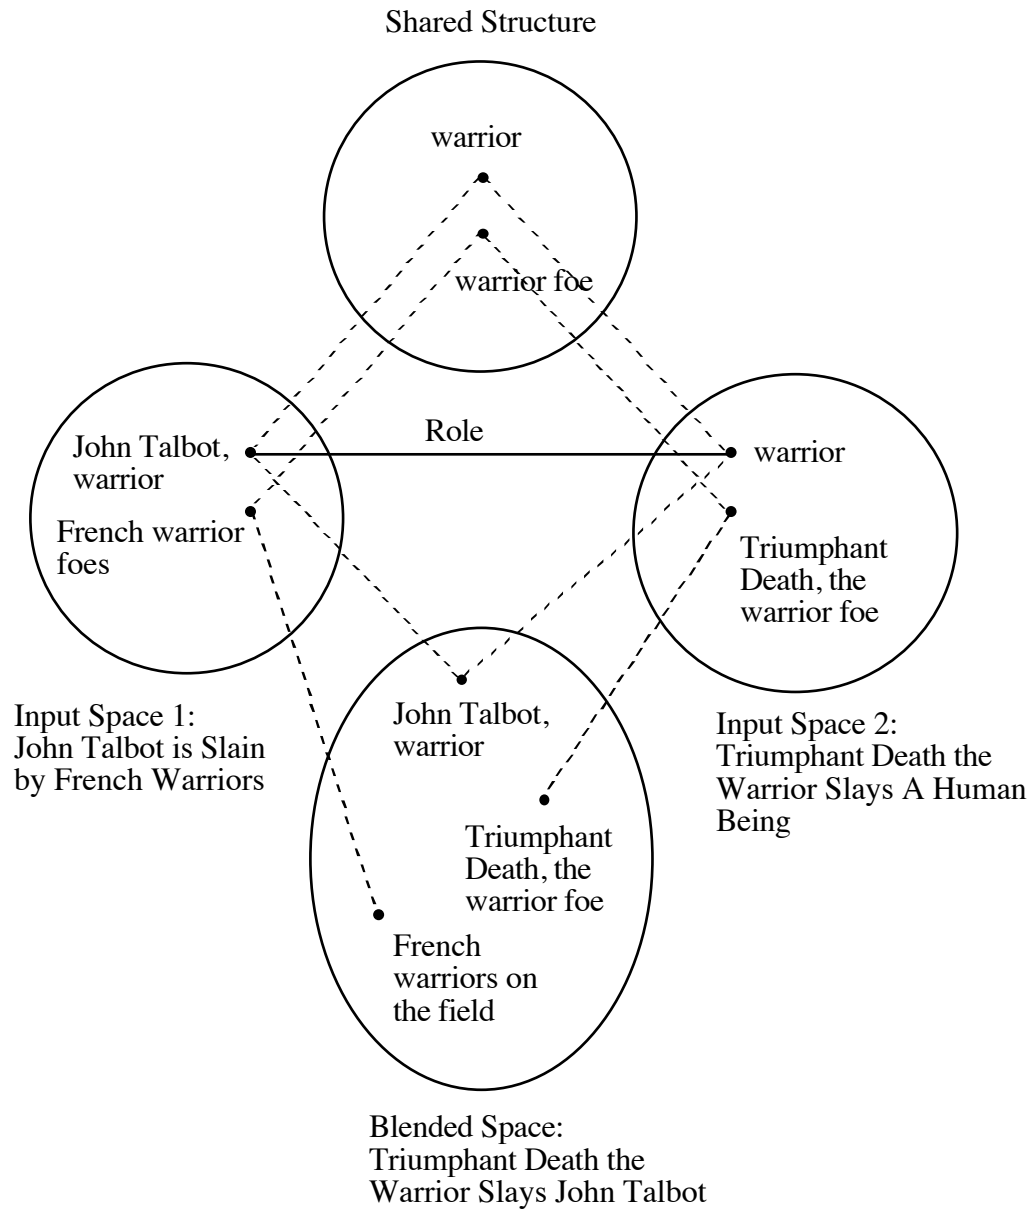 Shared Structure
warrior
warrior foe
Role
John Talbot,
warrior
French warrior
foes
warrior
Triumphant
Death, the
warrior foe
Input Space 1:
John Talbot is Slain
by French Warriors
Input Space 2:
Triumphant Death the
Warrior Slays A Human
Being
John Talbot,
warrior
Triumphant
Death, the
warrior foe
French
warriors on
the field
Blended Space:
Triumphant Death the
Warrior Slays John Talbot